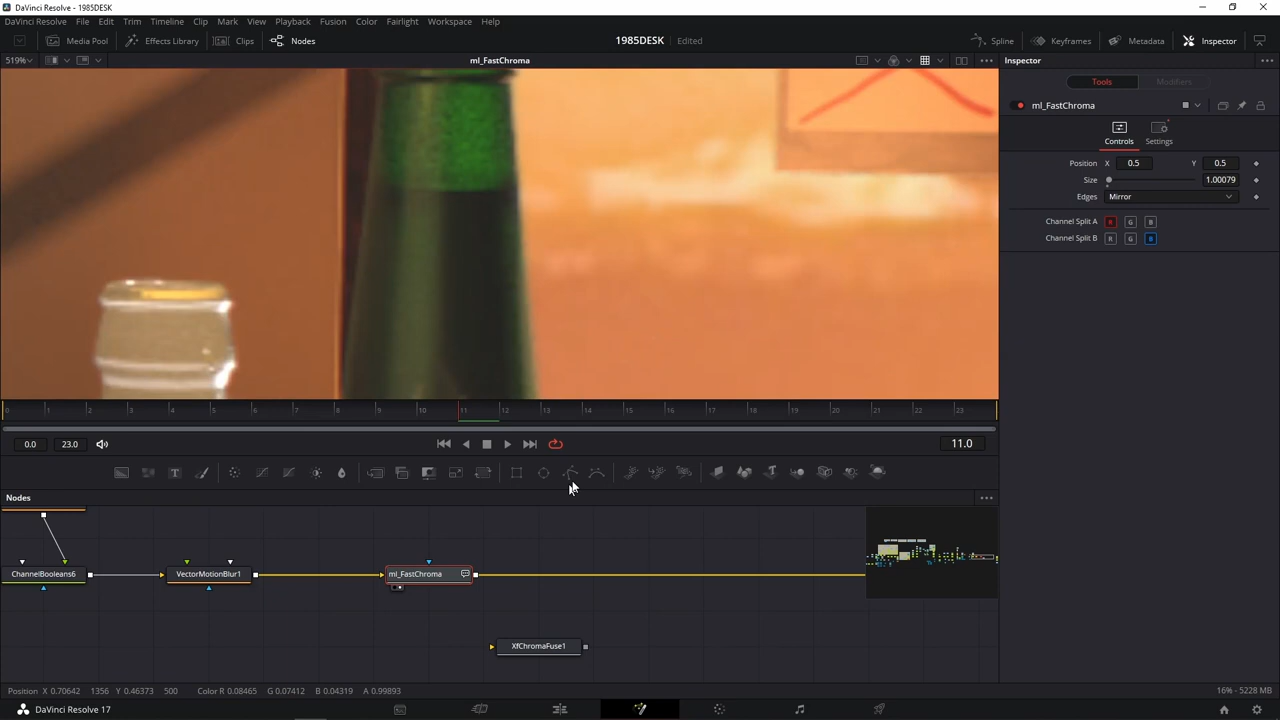 DaVinci Resolve - 1985DESK
DaVinci Resolve File Edit Trim Timeline Clip Mark View Playback Fusion Color Fairlight Workspace Help
Media Pool Effects Library Clips Nodes 1985DESK Edited Spline Keyframes Metadata Inspector
519% ml_FastChroma Inspector
Tools Modifiers
ml_FastChroma
Controls Settings
Position X 0.5 Y 0.5
Size 1.00079
Edges Mirror
Channel Split A R G B
Channel Split B R G B
0 1 2 3 4 5 6 7 8 9 10 11 12 13 14 15 16 17 18 19 20 21 22 23
0.0 23.0 11.0
Nodes
ChannelBooleans6 VectorMotionBlur1 ml_FastChroma
XfChromaFuse1
Position X 0.70642 1356 Y 0.46373 500 Color R 0.08465 G 0.07412 B 0.04319 A 0.99893 16% - 5228 MB
DaVinci Resolve 17